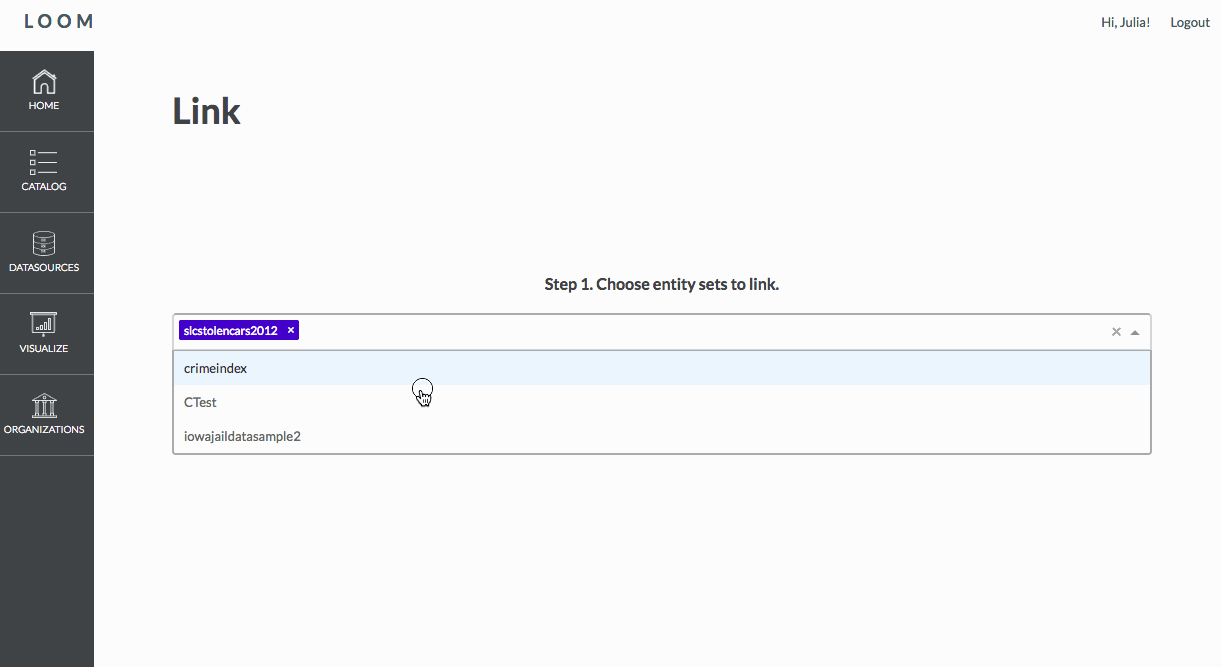 LOOM
Hi, Julia! Logout
HOME
CATALOG
DATASOURCES
VISUALIZE
ORGANIZATIONS
Link
Step 1. Choose entity sets to link.
slcstolencars2012 ×
crimeindex
CTest
iowajaildatasample2